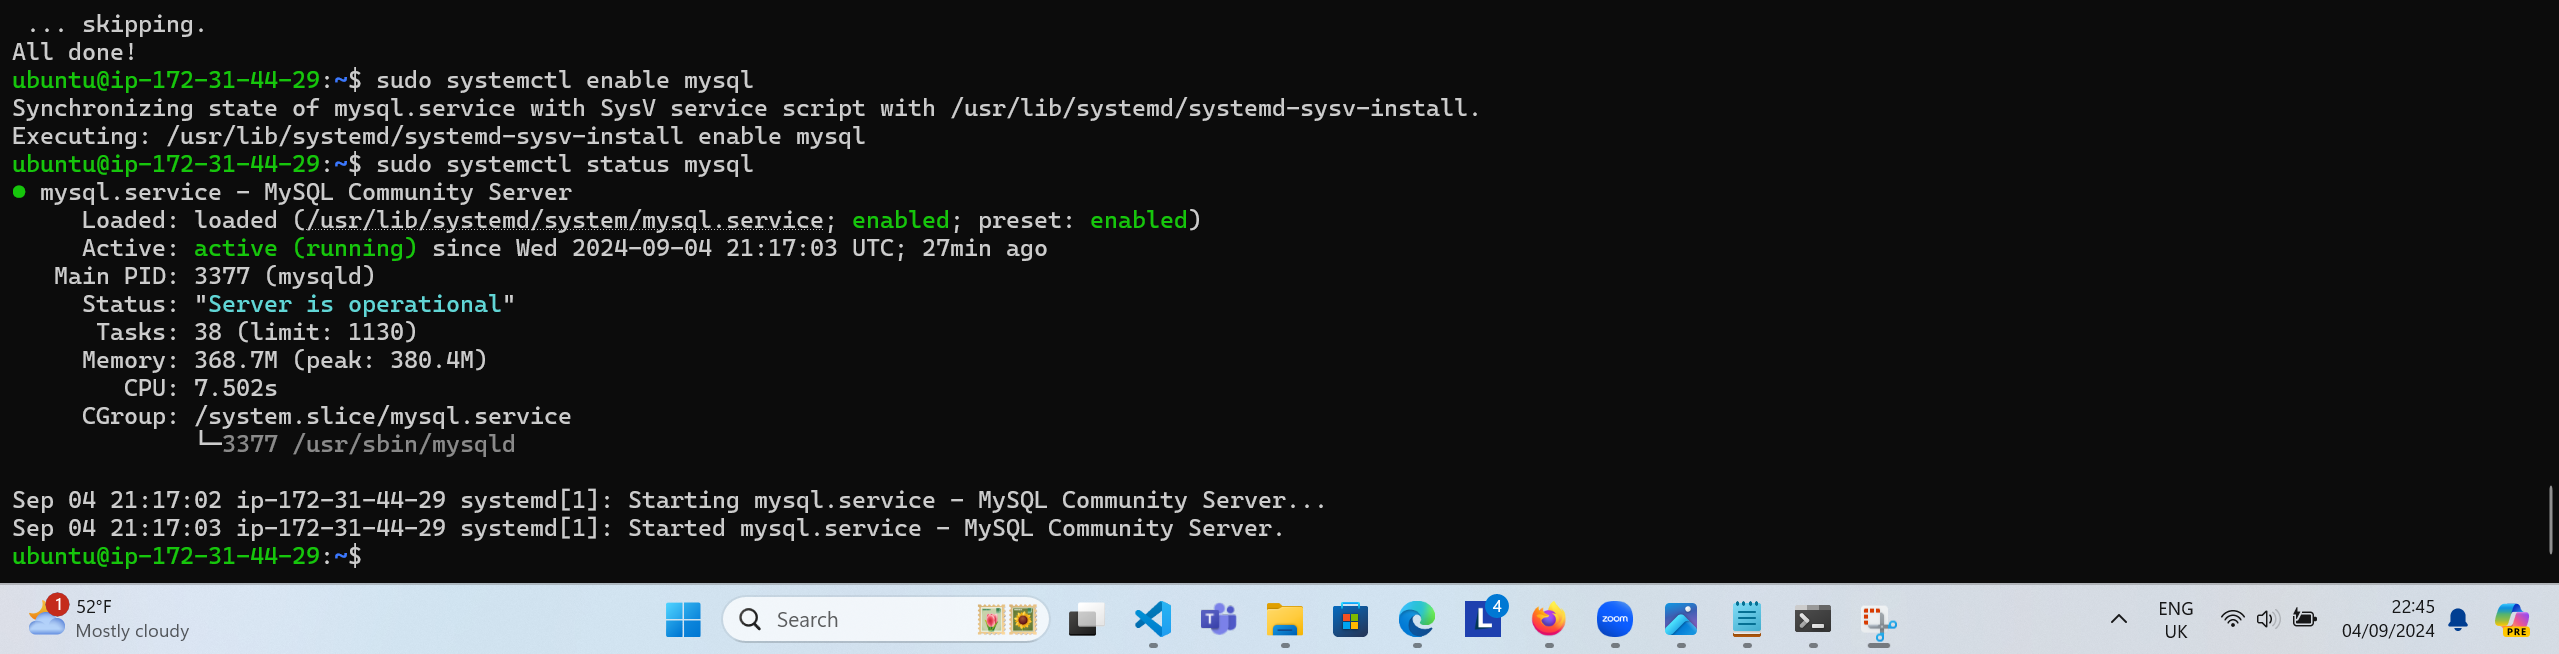 ... skipping.
All done!
ubuntu@ip-172-31-44-29:~$ sudo systemctl enable mysql
Synchronizing state of mysql.service with SysV service script with /usr/lib/systemd/systemd-sysv-install.
Executing: /usr/lib/systemd/systemd-sysv-install enable mysql
ubuntu@ip-172-31-44-29:~$ sudo systemctl status mysql
● mysql.service - MySQL Community Server
     Loaded: loaded (/usr/lib/systemd/system/mysql.service; enabled; preset: enabled)
     Active: active (running) since Wed 2024-09-04 21:17:03 UTC; 27min ago
   Main PID: 3377 (mysqld)
     Status: "Server is operational"
      Tasks: 38 (limit: 1130)
     Memory: 368.7M (peak: 380.4M)
        CPU: 7.502s
     CGroup: /system.slice/mysql.service
             └─3377 /usr/sbin/mysqld
Sep 04 21:17:02 ip-172-31-44-29 systemd[1]: Starting mysql.service - MySQL Community Server...
Sep 04 21:17:03 ip-172-31-44-29 systemd[1]: Started mysql.service - MySQL Community Server.
ubuntu@ip-172-31-44-29:~$
1
52°F
Mostly cloudy
Search
L
4
zoom
ENG
UK
22:45
04/09/2024
PRE